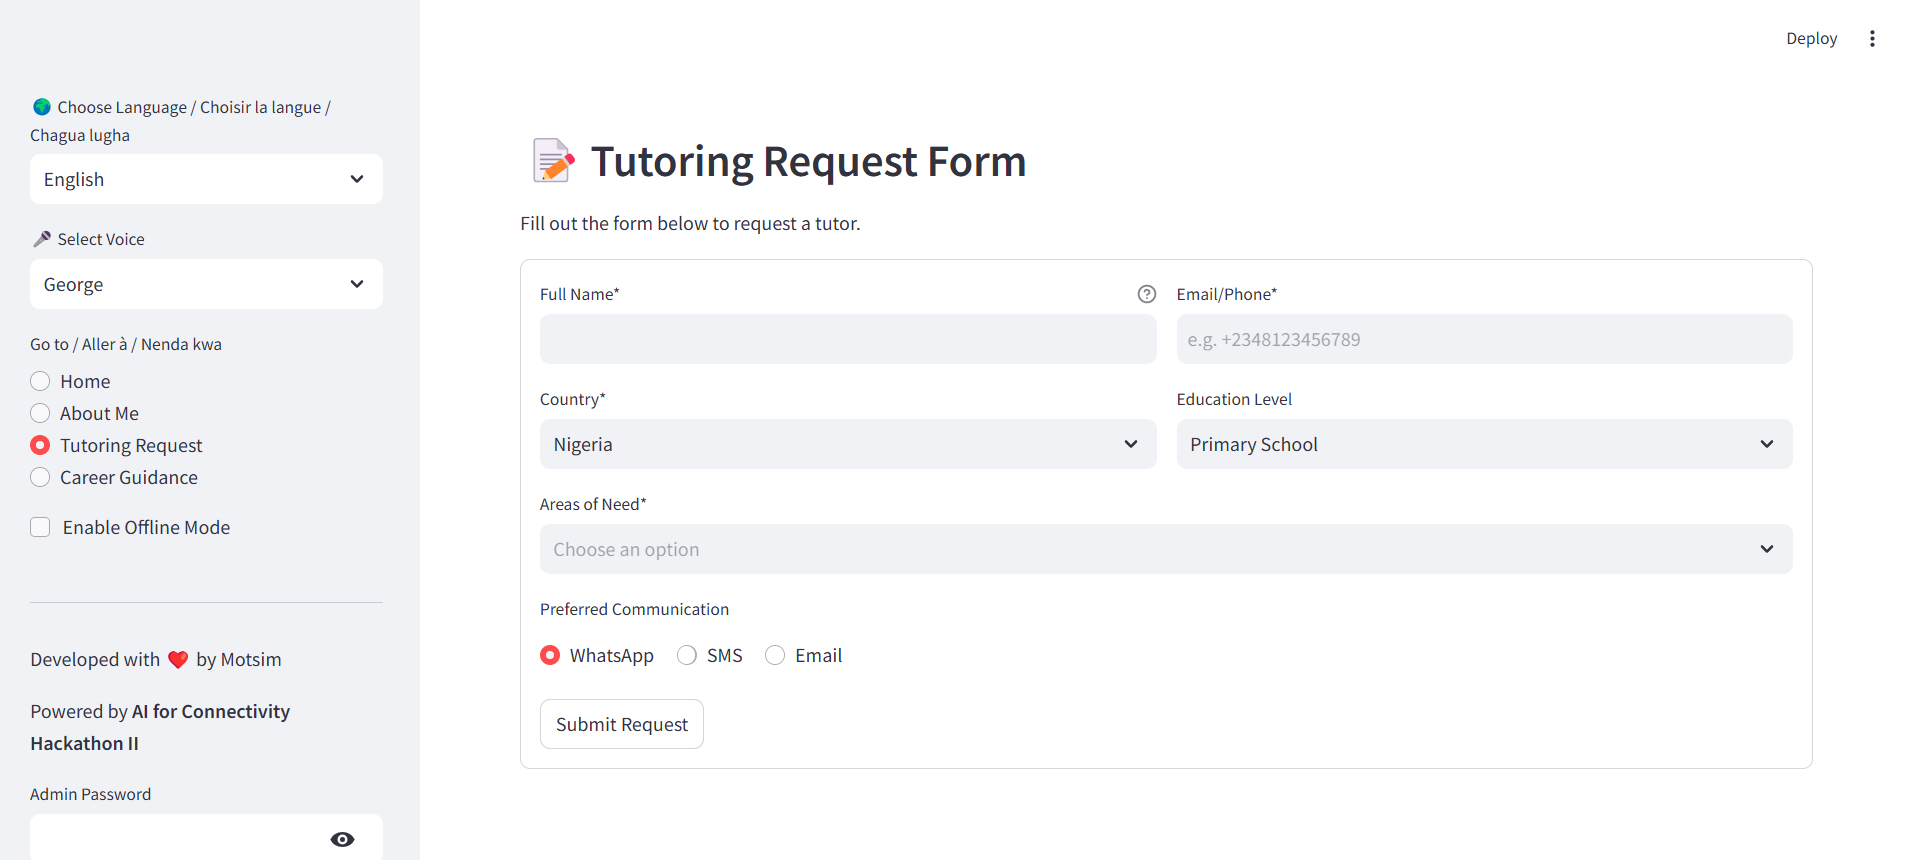 Deploy
Choose Language / Choisir la langue /
Chagua lugha
English
Select Voice
George
Go to / Aller à / Nenda kwa
Home
About Me
Tutoring Request
Career Guidance
Enable Offline Mode
Developed with ❤️ by Motsim
Powered by AI for Connectivity
Hackathon II
Admin Password
Tutoring Request Form
Fill out the form below to request a tutor.
Full Name*
Email/Phone*
e.g. +2348123456789
Country*
Education Level
Nigeria
Primary School
Areas of Need*
Choose an option
Preferred Communication
WhatsApp SMS Email
Submit Request